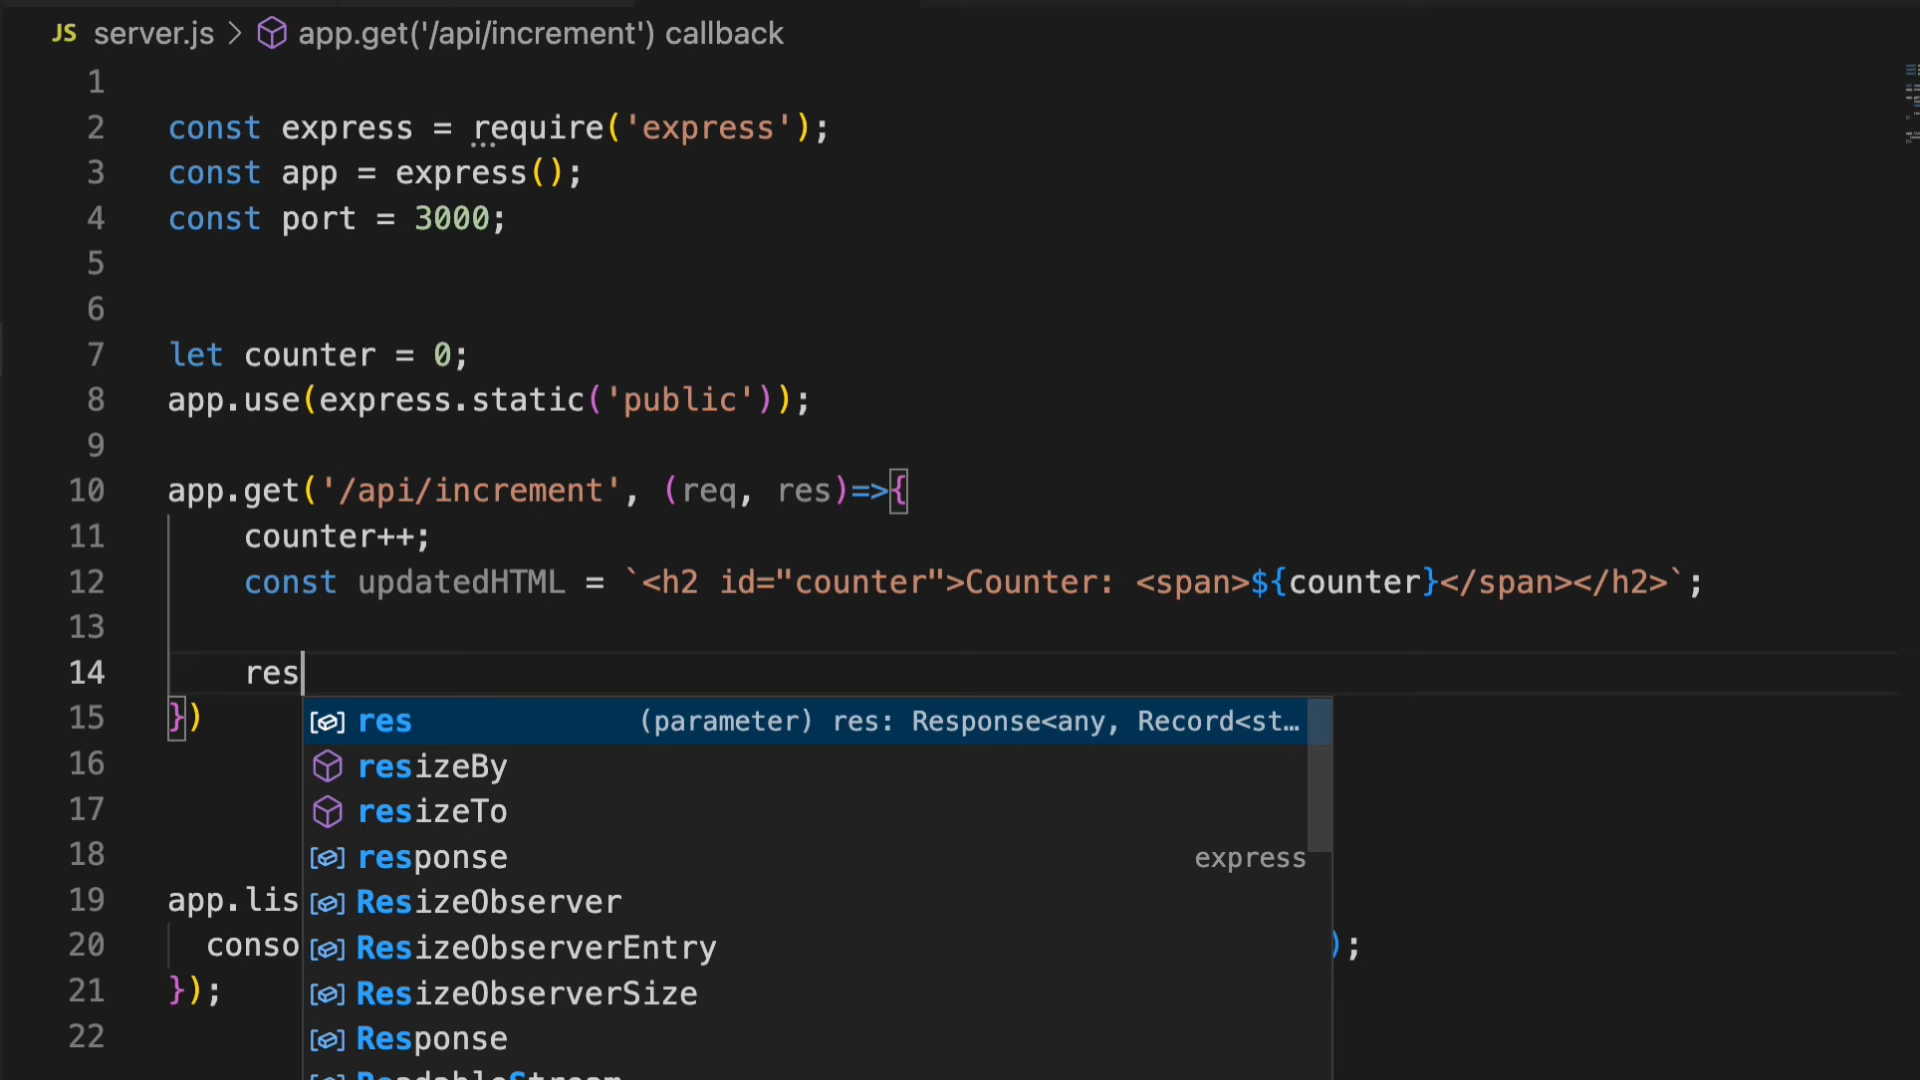 JS server.js > app.get('/api/increment') callback
1
2 const express = require('express');
3 const app = express();
4 const port = 3000;
5
6
7 let counter = 0;
8 app.use(express.static('public'));
9
10 app.get('/api/increment', (req, res)=>{
11 counter++;
12 const updatedHTML = `<h2 id="counter">Counter: <span>${counter}</span></h2>`;
13
14 res
15 })
res (parameter) res: Response<any, Record<st…
16 resizeBy
17 resizeTo
18 response express
19 app.lis ResizeObserver
20 conso ResizeObserverEntry );
21 }); ResizeObserverSize
22 Response
ReadableStream